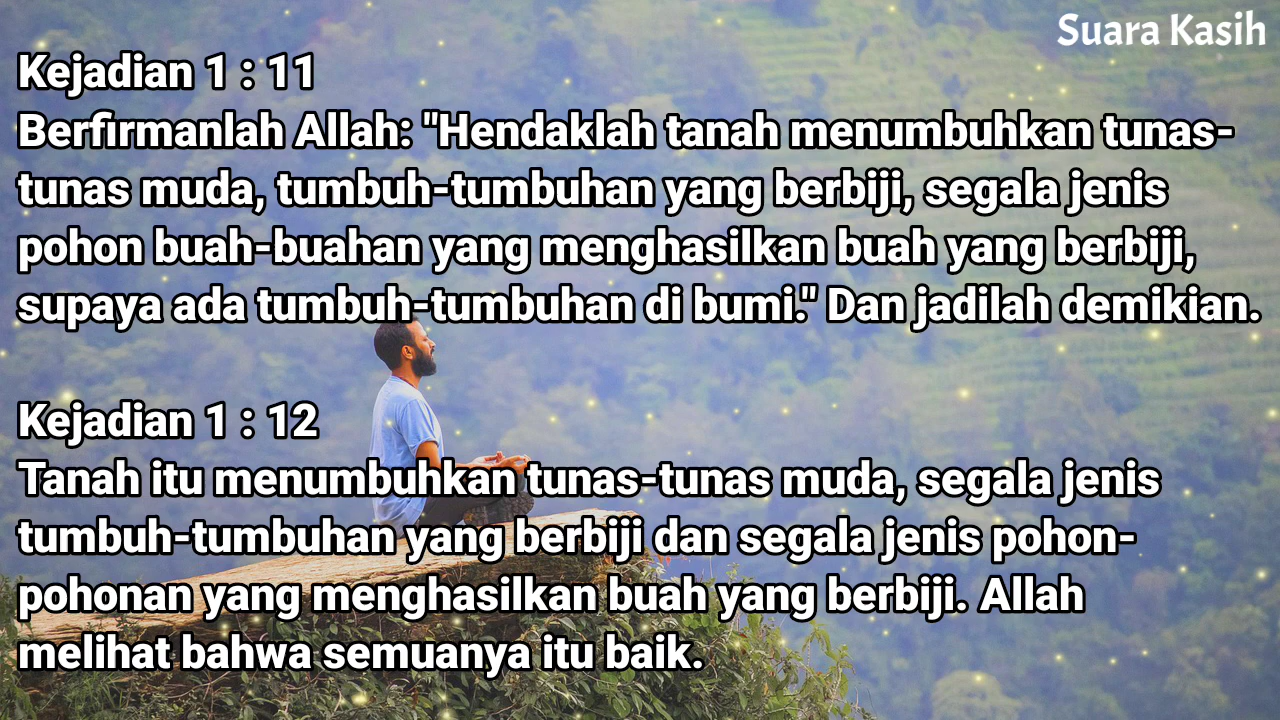 Suara Kasih
Kejadian 1 : 11
Berfirmanlah Allah: "Hendaklah tanah menumbuhkan tunas-
tunas muda, tumbuh-tumbuhan yang berbiji, segala jenis
pohon buah-buahan yang menghasilkan buah yang berbiji,
supaya ada tumbuh-tumbuhan di bumi." Dan jadilah demikian.
Kejadian 1 : 12
Tanah itu menumbuhkan tunas-tunas muda, segala jenis
tumbuh-tumbuhan yang berbiji dan segala jenis pohon-
pohonan yang menghasilkan buah yang berbiji. Allah
melihat bahwa semuanya itu baik.